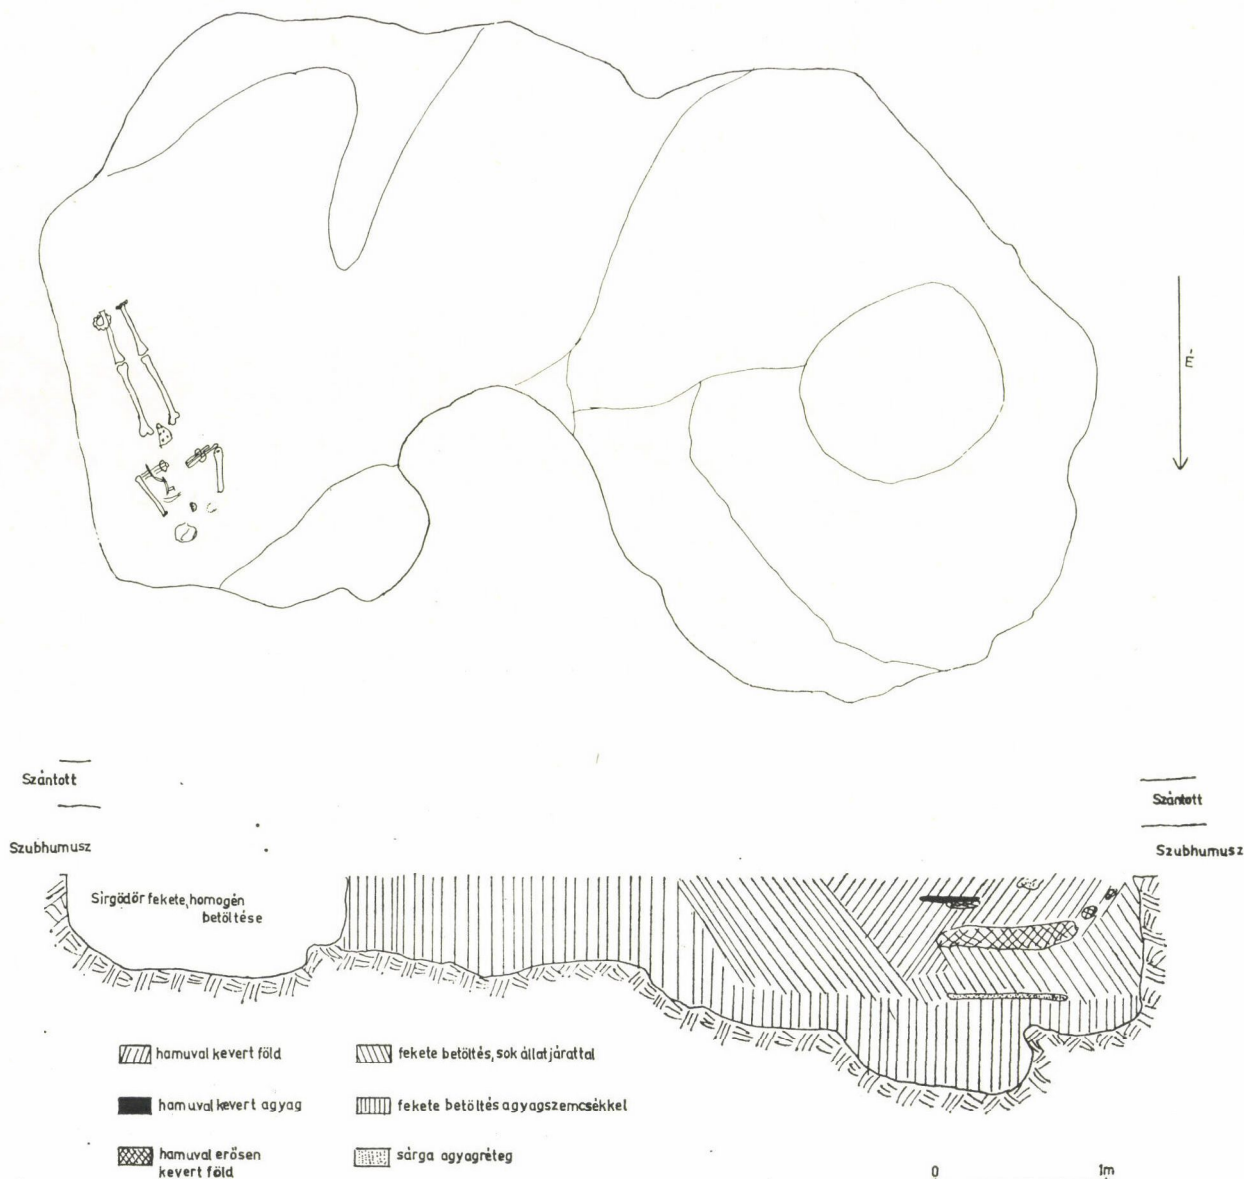 É
Szántott
Szántott
Szubhumusz
Szubhumusz
Sírgödör fekete, homogén
betöltése
hamuval kevert föld
fekete betöltés, sok állatjárattal
hamuval kevert agyag
fekete betöltés agyagszemcsékkel
hamuval erősen
kevert föld
sárga agyagréteg
0 1m